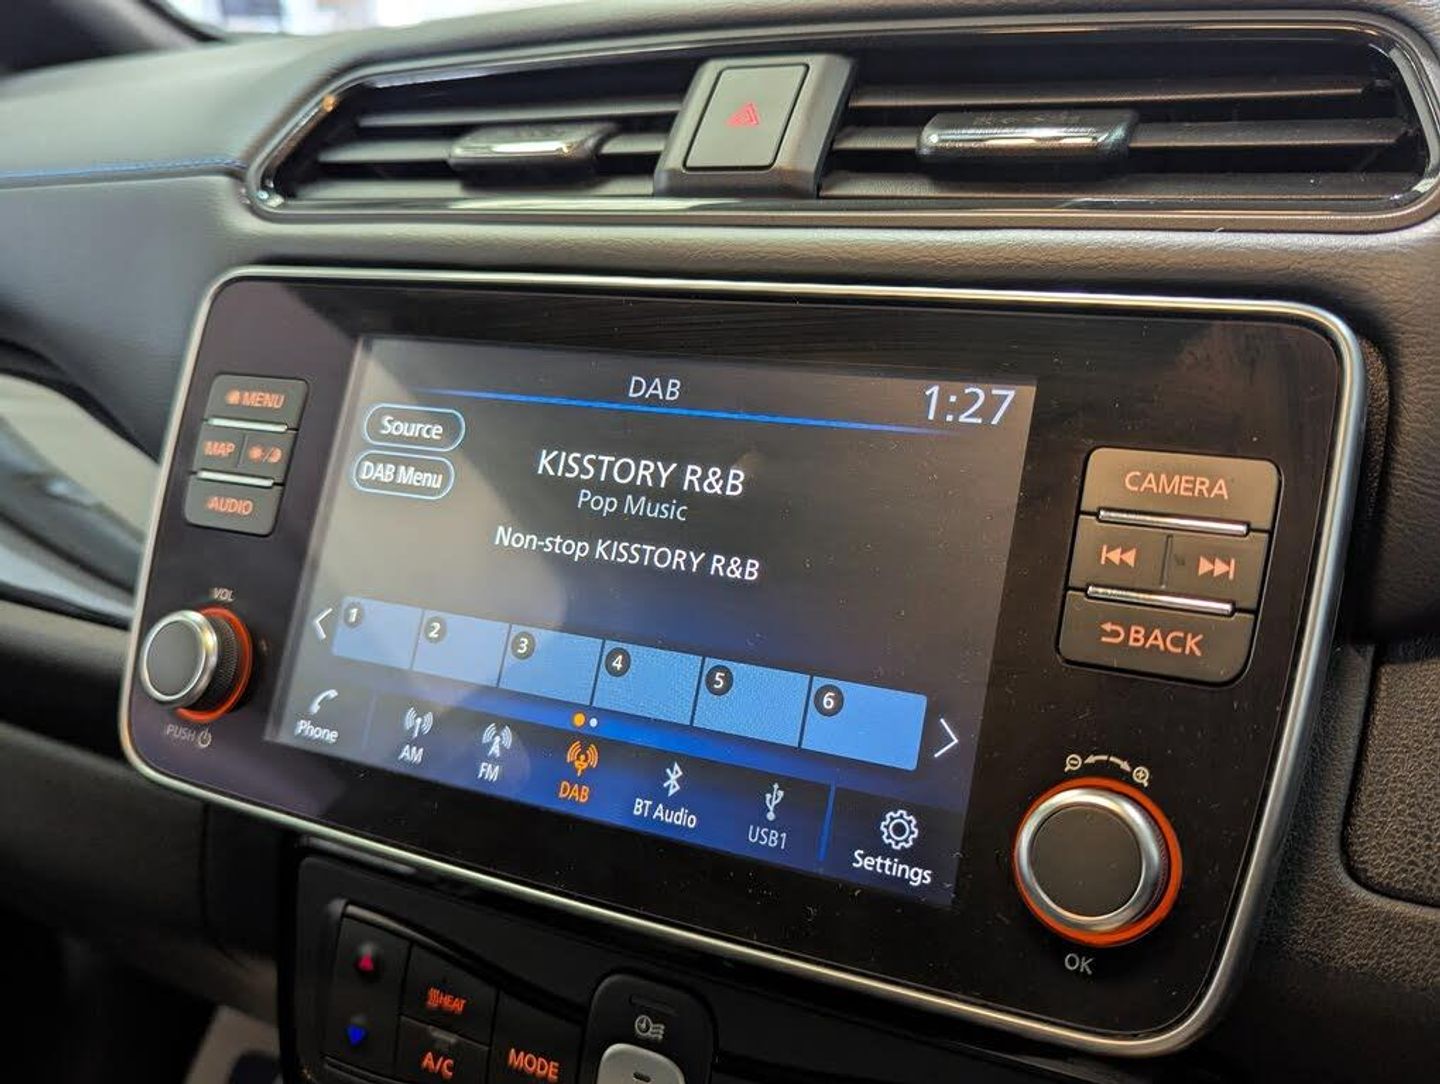 DAB
1:27
Source
DAB Menu
KISSTORY R&B
Pop Music
Non-stop KISSTORY R&B
1 2 3 4 5 6
Phone
AM
FM
DAB
BT Audio
USB1
Settings
MENU
MAP
AUDIO
VOL
PUSH
CAMERA
BACK
OK
HEAT
A/C
MODE